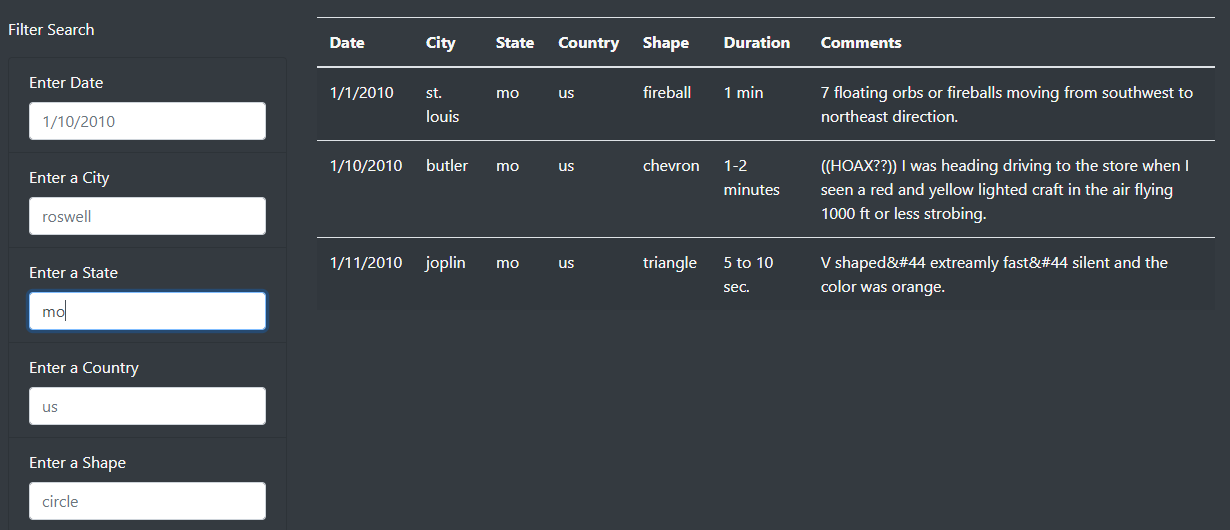 Filter Search
Enter Date
1/10/2010
Enter a City
roswell
Enter a State
mo
Enter a Country
us
Enter a Shape
circle
Date City State Country Shape Duration Comments
1/1/2010 st. mo us fireball 1 min 7 floating orbs or fireballs moving from southwest to
louis northeast direction.
1/10/2010 butler mo us chevron 1-2 ((HOAX??)) I was heading driving to the store when I
minutes seen a red and yellow lighted craft in the air flying
1000 ft or less strobing.
1/11/2010 joplin mo us triangle 5 to 10 V shaped&#44 extreamly fast&#44 silent and the
sec. color was orange.